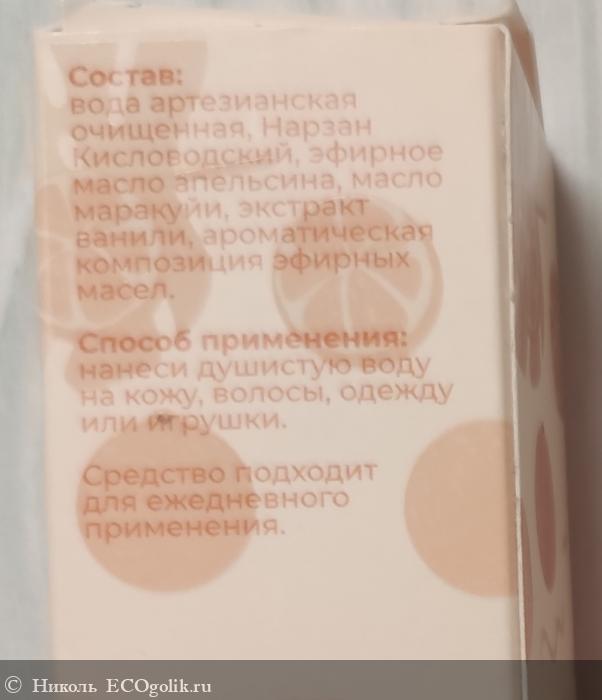 Состав:
вода артезианская
очищенная, Нарзан
Кисловодский, эфирное
масло апельсина, масло
маракуйи, экстракт
ванили, ароматическая
композиция эфирных
масел.
Способ применения:
нанеси душистую воду
на кожу, волосы, одежду
или игрушки.
Средство подходит
для ежедневного
применения.
© Николь ECOgolik.ru